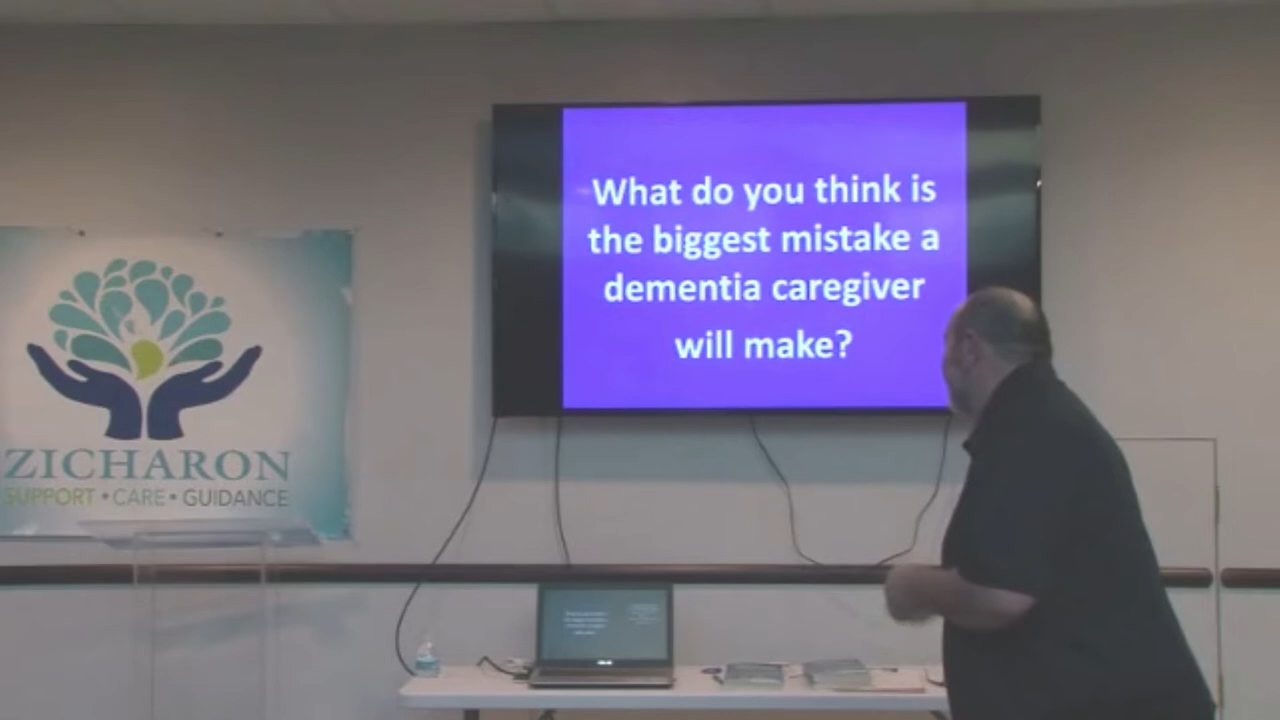 What do you think is
the biggest mistake a
dementia caregiver
will make?
ZICHARON
SUPPORT • CARE • GUIDANCE